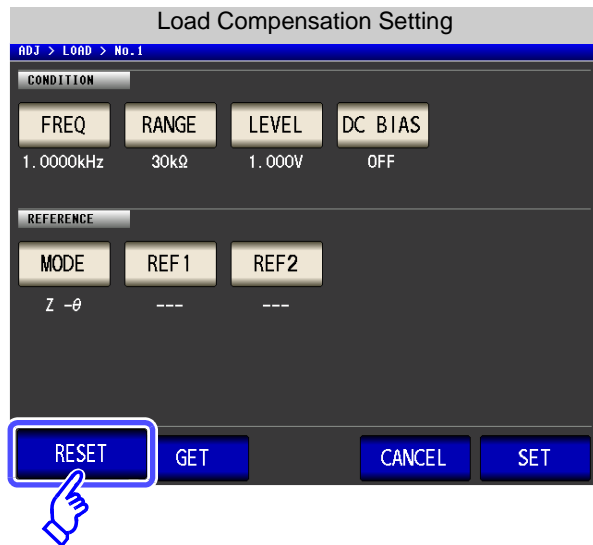 Load Compensation Setting
ADJ > LOAD > No.1
CONDITION
FREQ RANGE LEVEL DC BIAS
1.0000kHz 30kΩ 1.000V OFF
REFERENCE
MODE REF1 REF2
Z -θ --- ---
RESET GET CANCEL SET